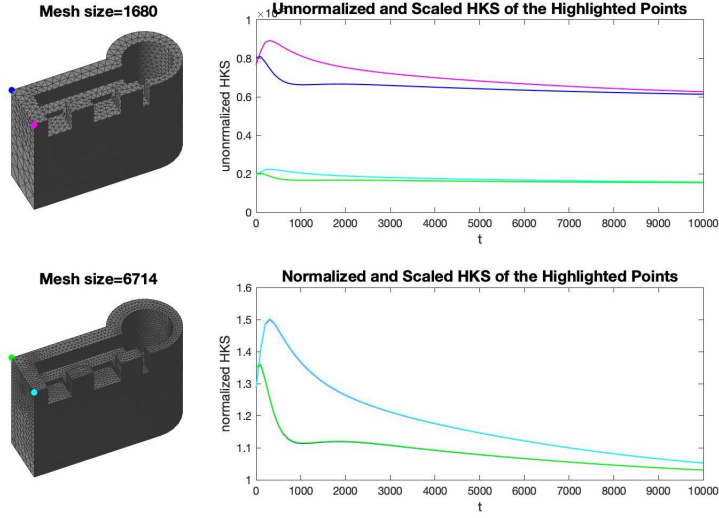 Mesh size=1680
Unnormalized and Scaled HKS of the Highlighted Points
1
0.8
0.6
0.4
0.2
0
unonrmalized HKS
0 1000 2000 3000 4000 5000 6000 7000 8000 9000 10000
t
Mesh size=6714
Normalized and Scaled HKS of the Highlighted Points
1.6
1.5
1.4
1.3
1.2
1.1
1
normalized HKS
0 1000 2000 3000 4000 5000 6000 7000 8000 9000 10000
t